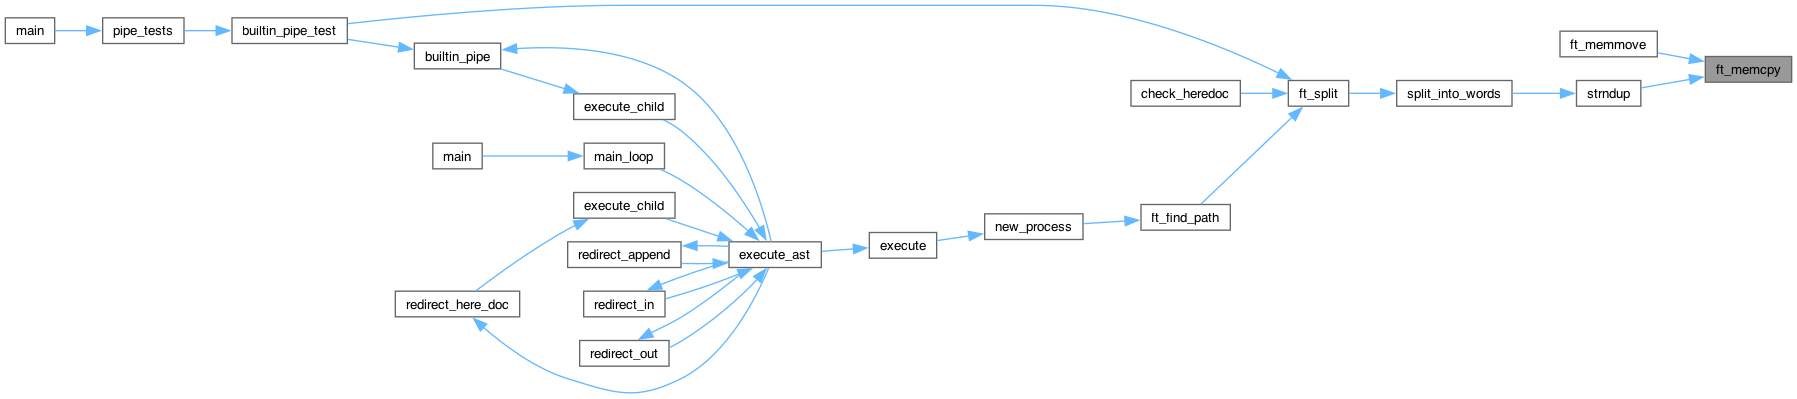 main
pipe_tests
builtin_pipe_test
builtin_pipe
execute_child
main
main_loop
execute_child
redirect_append
redirect_in
redirect_here_doc
redirect_out
execute_ast
execute
new_process
ft_find_path
check_heredoc
ft_split
split_into_words
strndup
ft_memmove
ft_memcpy